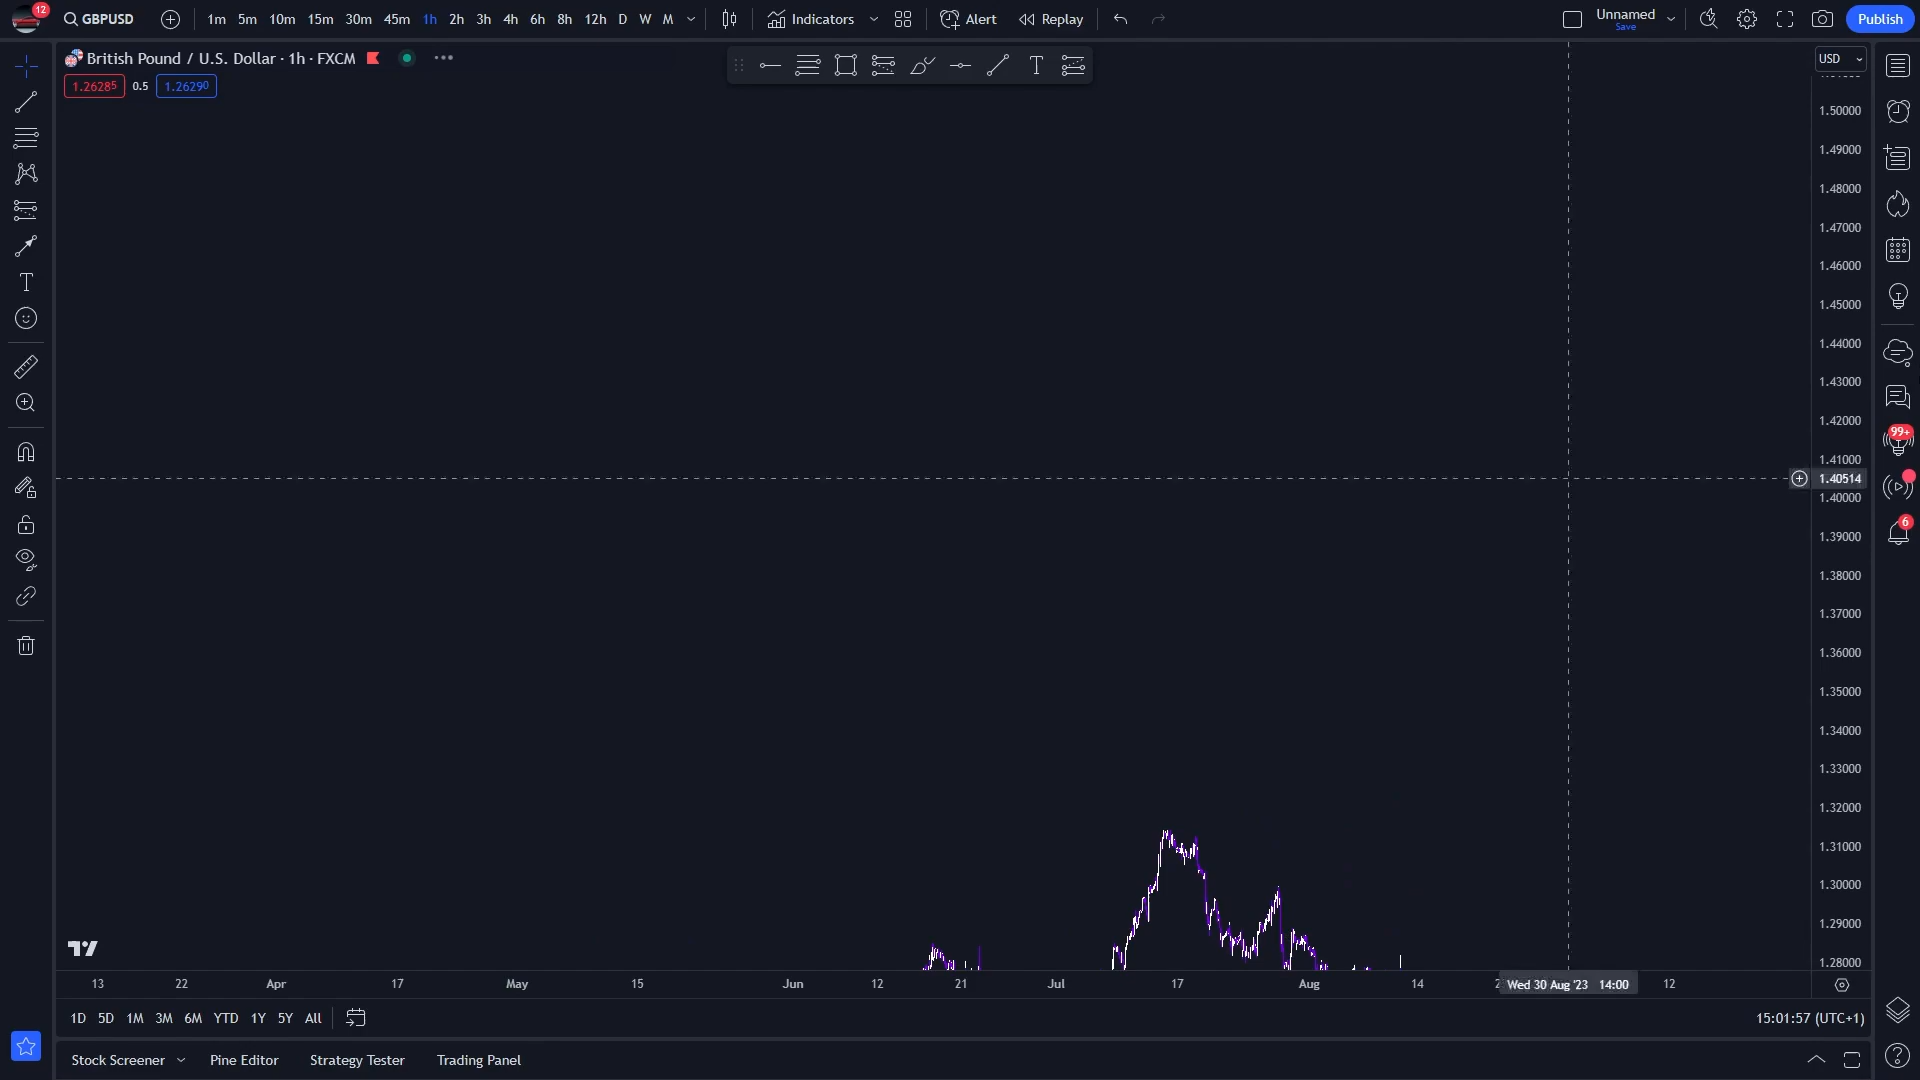 12
GBPUSD
1m 5m 10m 15m 30m 45m 1h 2h 3h 4h 6h 8h 12h D W M
Indicators
Alert
Replay
Unnamed
Save
Publish
British Pound / U.S. Dollar · 1h · FXCM
USD
1.26285 0.5 1.26290
1.50000
1.49000
1.48000
1.47000
1.46000
1.45000
1.44000
1.43000
1.42000
99+
1.41000
1.40514
1.40000
6
1.39000
1.38000
1.37000
1.36000
1.35000
1.34000
1.33000
1.32000
1.31000
1.30000
1.29000
1.28000
13 22 Apr 17 May 15 Jun 12 21 Jul 17 Aug 14 Wed 30 Aug '23 14:00 12
1D 5D 1M 3M 6M YTD 1Y 5Y All
15:01:57 (UTC+1)
Stock Screener Pine Editor Strategy Tester Trading Panel